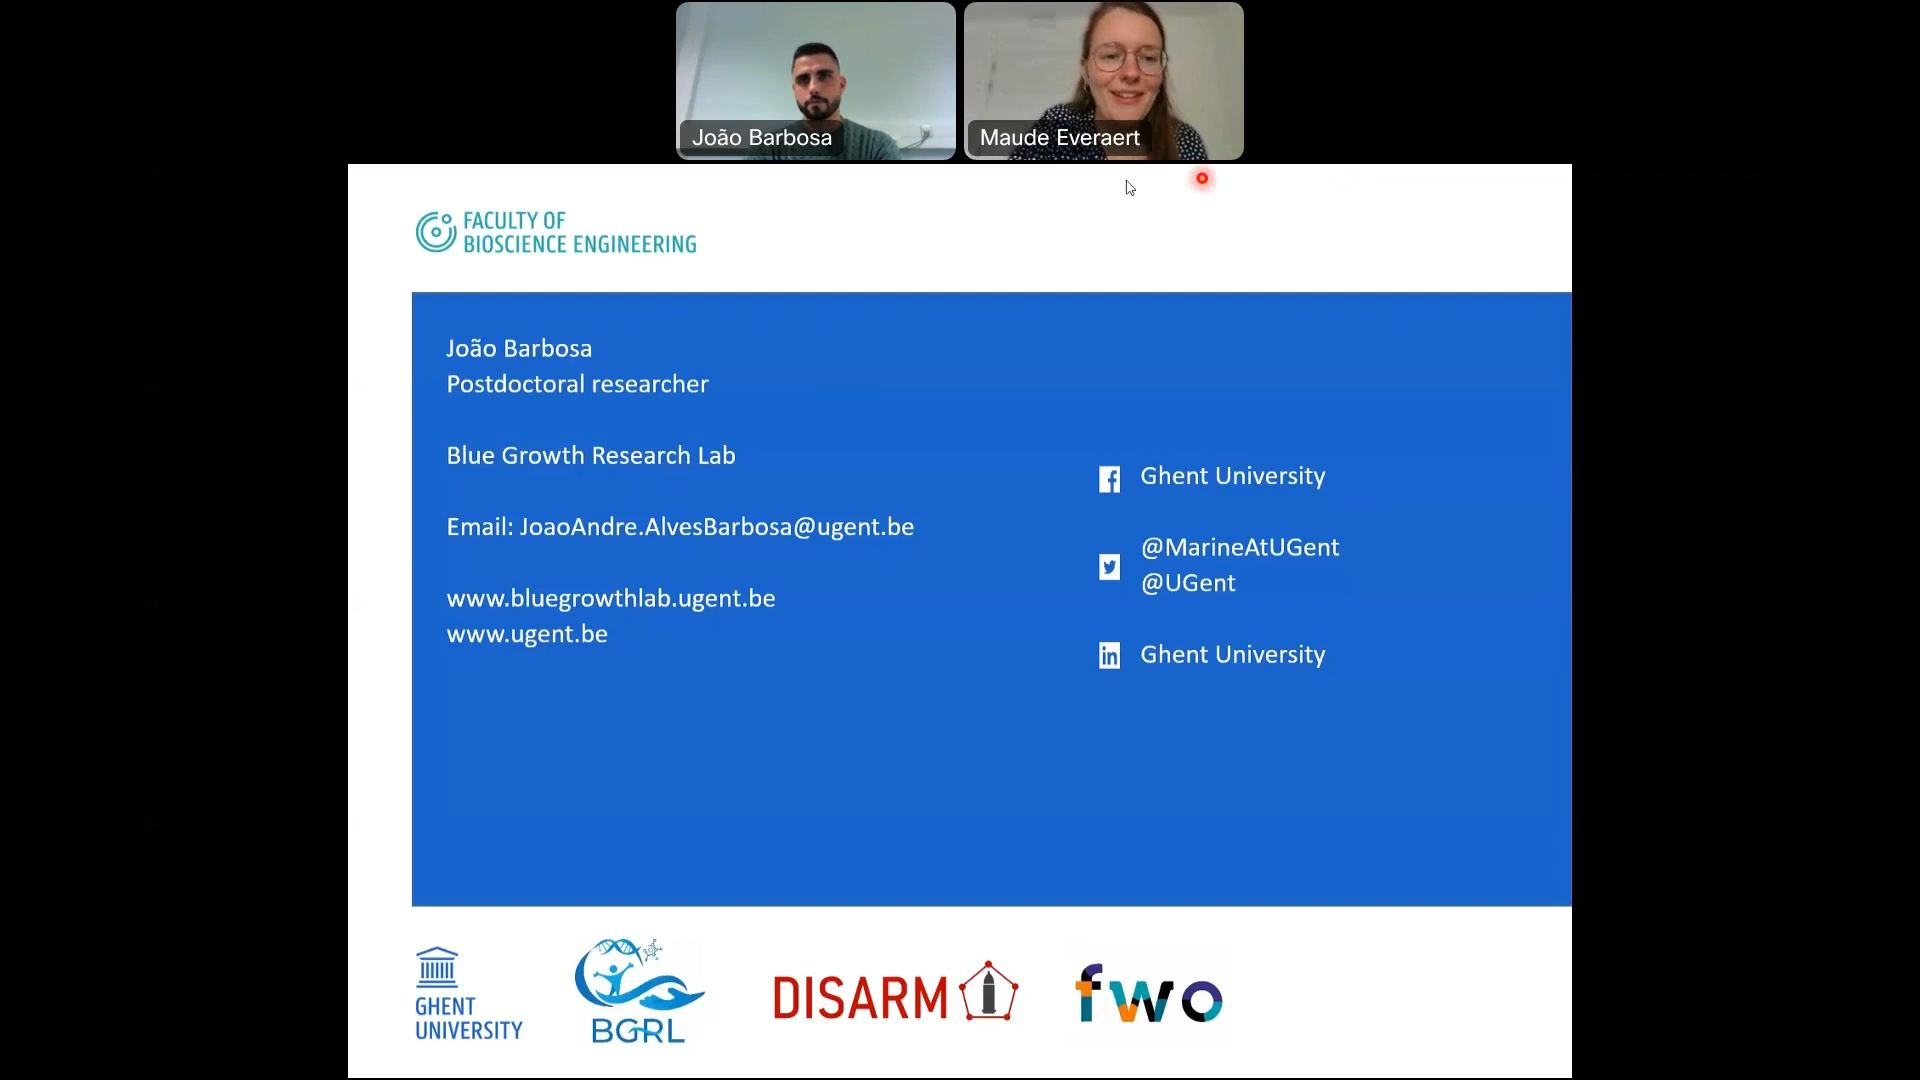 João Barbosa
Maude Everaert
FACULTY OF
BIOSCIENCE ENGINEERING
João Barbosa
Postdoctoral researcher
Blue Growth Research Lab
Email: JoaoAndre.AlvesBarbosa@ugent.be
www.bluegrowthlab.ugent.be
www.ugent.be
Ghent University
@MarineAtUGent
@UGent
Ghent University
GHENT
UNIVERSITY
BGRL
DISARM
fwo